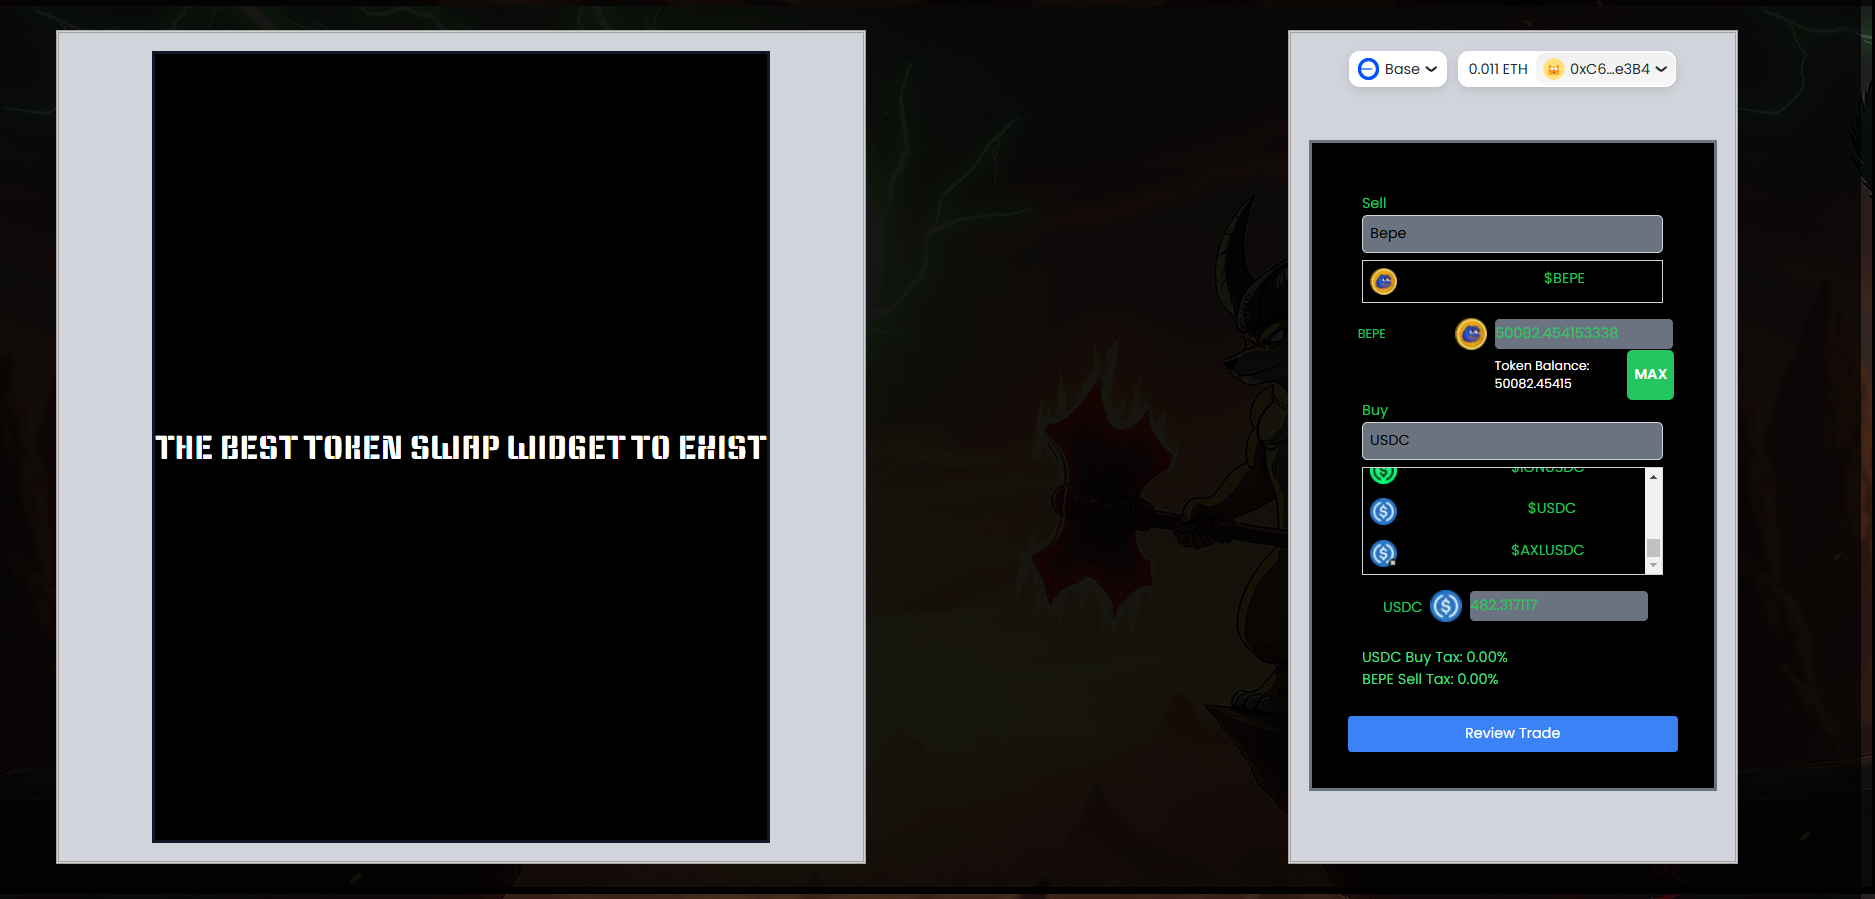 THE BEST TOKEN SWAP WIDGET TO EXIST
Base
0.011 ETH
0xC6...e3B4
Sell
Bepe
$BEPE
BEPE
50082.454153338
Token Balance:
50082.45415
MAX
Buy
USDC
$IONUSDC
$USDC
$AXLUSDC
USDC
482.317117
USDC Buy Tax: 0.00%
BEPE Sell Tax: 0.00%
Review Trade